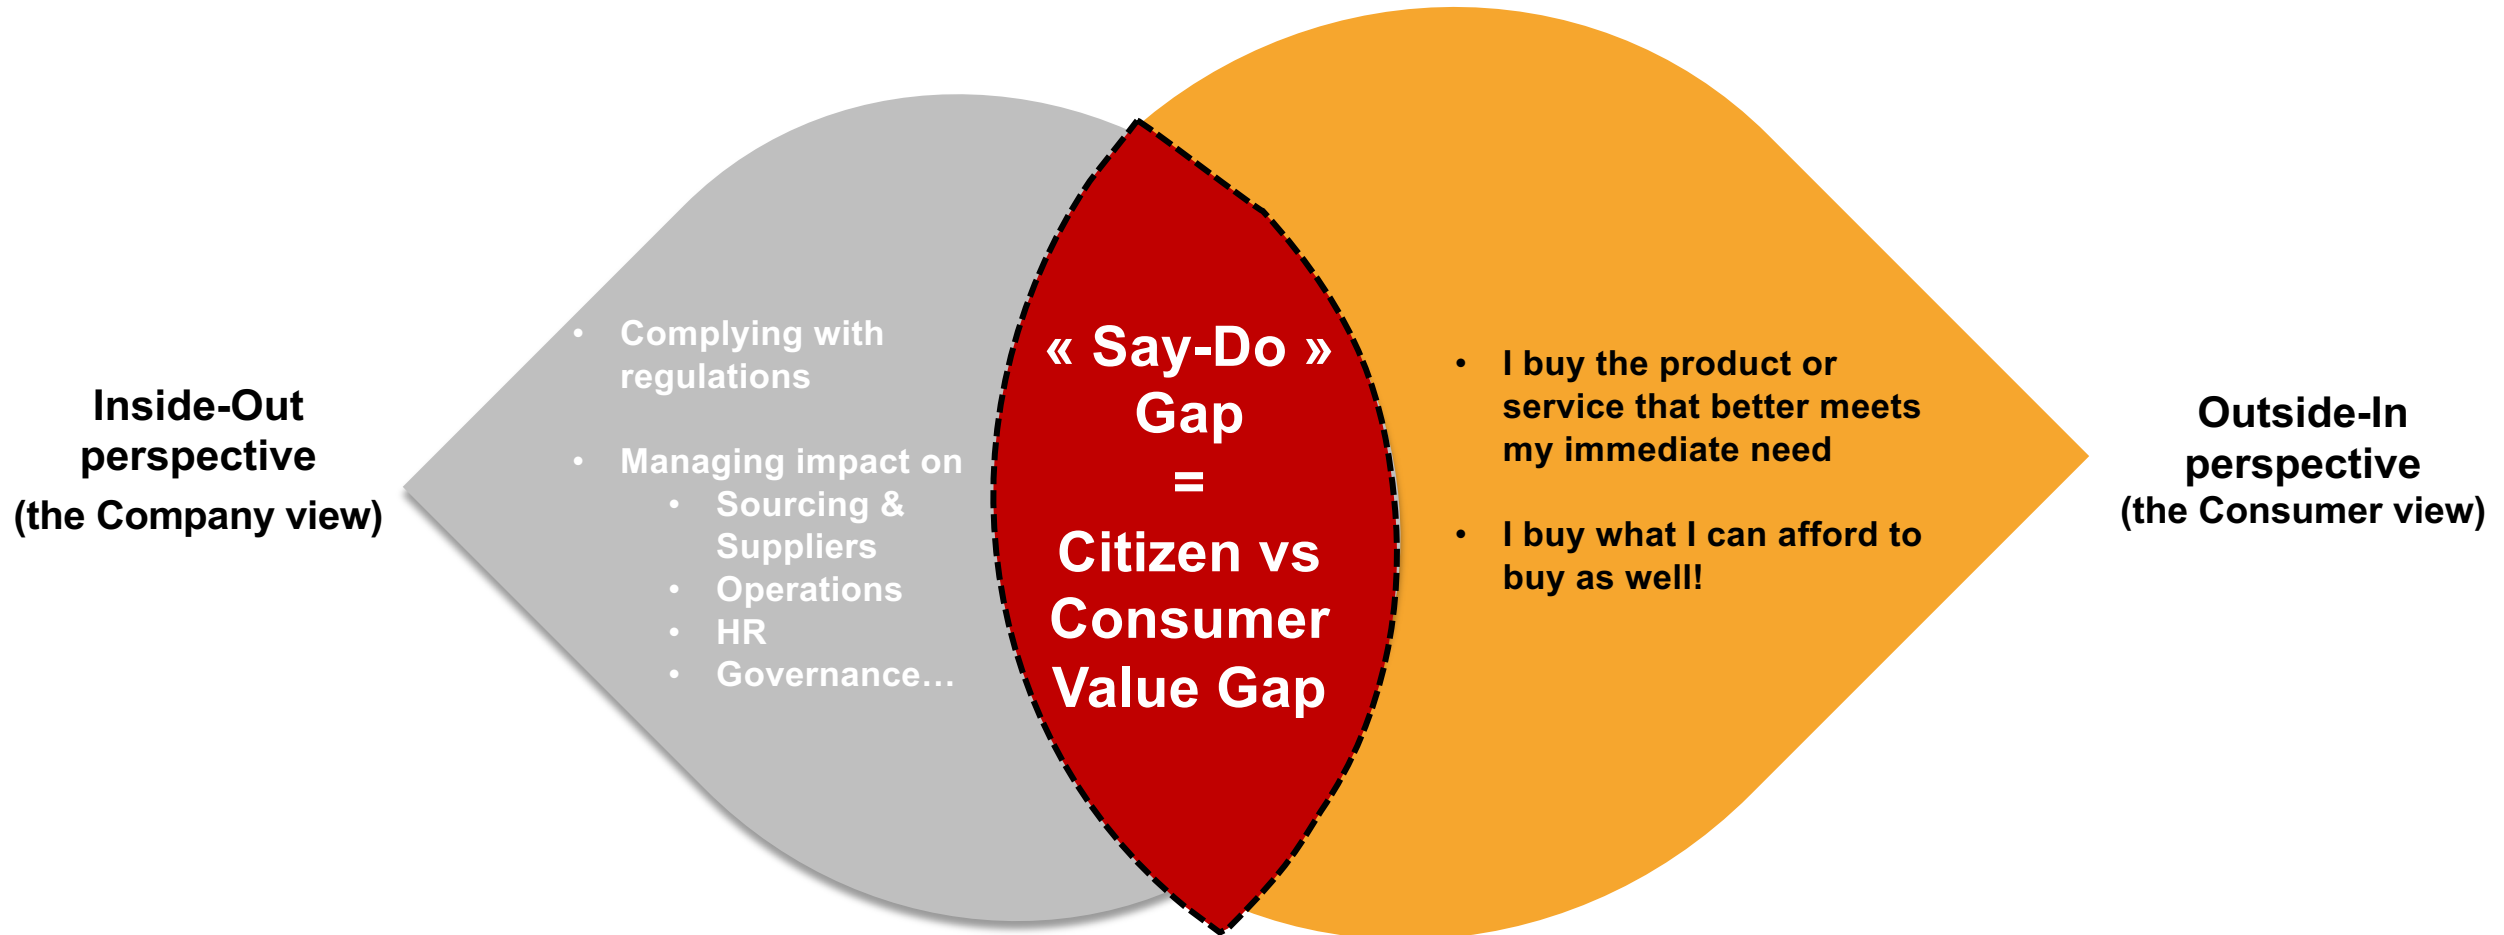 Inside-Out
perspective
(the Company view)
• Complying with
regulations
• Managing impact on
• Sourcing &
Suppliers
• Operations
• HR
• Governance…
« Say-Do »
Gap
=
Citizen vs
Consumer
Value Gap
• I buy the product or
service that better meets
my immediate need
• I buy what I can afford to
buy as well!
Outside-In
perspective
(the Consumer view)